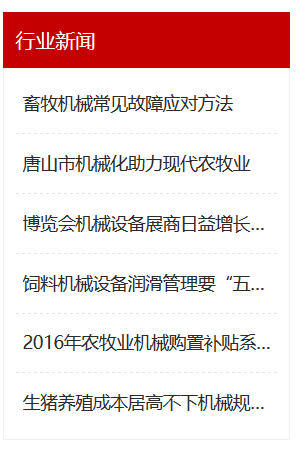 行业新闻
畜牧机械常见故障应对方法
唐山市机械化助力现代农牧业
博览会机械设备展商日益增长...
饲料机械设备润滑管理要“五...
2016年农牧业机械购置补贴系...
生猪养殖成本居高不下机械规...